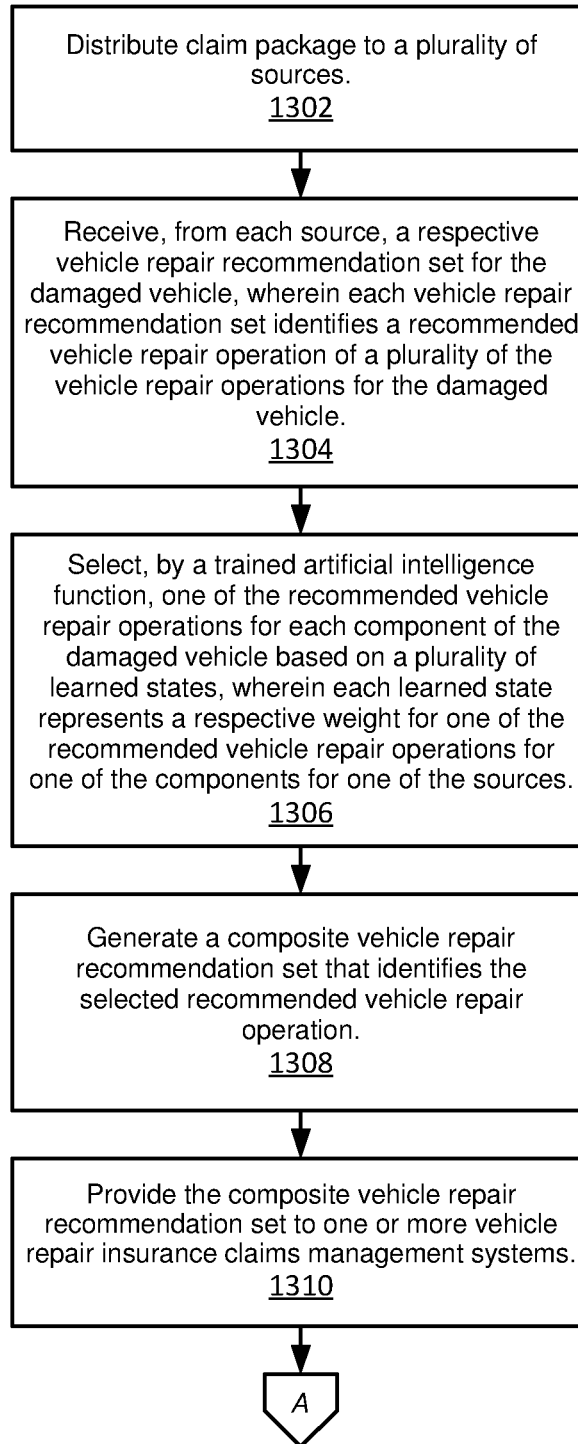 Distribute claim package to a plurality of
sources.
1302
Receive, from each source, a respective
vehicle repair recommendation set for the
damaged vehicle, wherein each vehicle repair
recommendation set identifies a recommended
vehicle repair operation of a plurality of the
vehicle repair operations for the damaged
vehicle.
1304
Select, by a trained artificial intelligence
function, one of the recommended vehicle
repair operations for each component of the
damaged vehicle based on a plurality of
learned states, wherein each learned state
represents a respective weight for one of the
recommended vehicle repair operations for
one of the components for one of the sources.
1306
Generate a composite vehicle repair
recommendation set that identifies the
selected recommended vehicle repair
operation.
1308
Provide the composite vehicle repair
recommendation set to one or more vehicle
repair insurance claims management systems.
1310
A